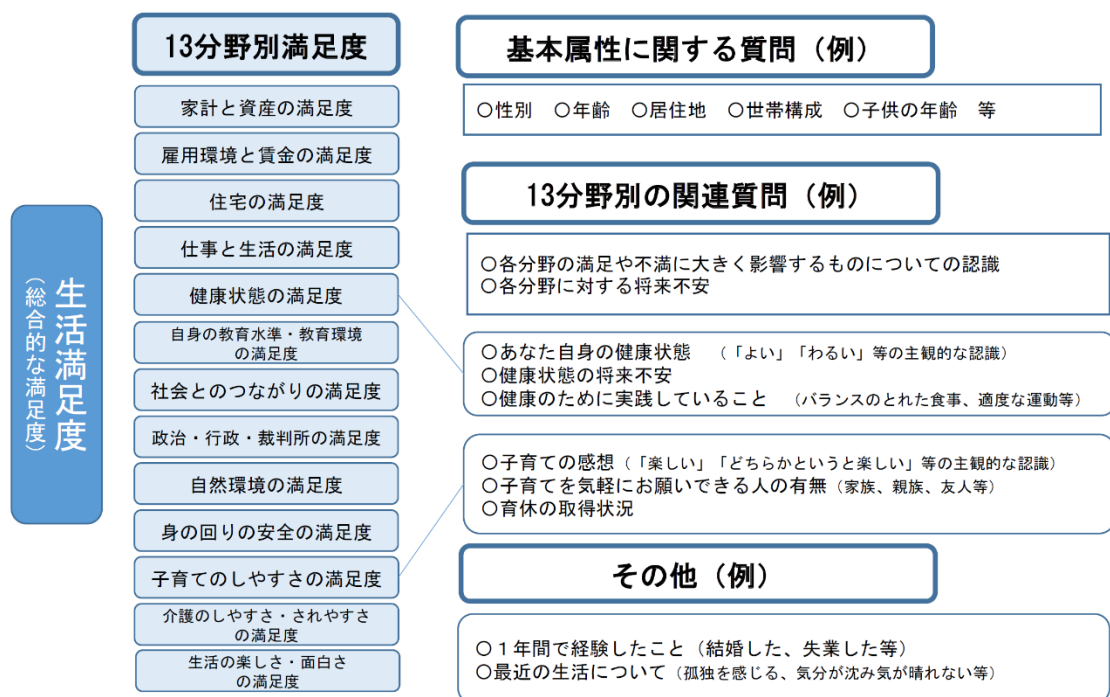 生活満足度
（総合的な満足度）
13分野別満足度
家計と資産の満足度
雇用環境と賃金の満足度
住宅の満足度
仕事と生活の満足度
健康状態の満足度
自身の教育水準・教育環境
の満足度
社会とのつながりの満足度
政治・行政・裁判所の満足度
自然環境の満足度
身の回りの安全の満足度
子育てのしやすさの満足度
介護のしやすさ・されやすさ
の満足度
生活の楽しさ・面白さ
の満足度
基本属性に関する質問（例）
○性別　○年齢　○居住地　○世帯構成　○子供の年齢　等
13分野別の関連質問（例）
○各分野の満足や不満に大きく影響するものについての認識
○各分野に対する将来不安
○あなた自身の健康状態　（「よい」「わるい」等の主観的な認識）
○健康状態の将来不安
○健康のために実践していること　（バランスのとれた食事、適度な運動等）
○子育ての感想（「楽しい」「どちらかというと楽しい」等の主観的な認識）
○子育てを気軽にお願いできる人の有無（家族、親族、友人等）
○育休の取得状況
その他（例）
○１年間で経験したこと（結婚した、失業した等）
○最近の生活について（孤独を感じる、気分が沈み気が晴れない等）